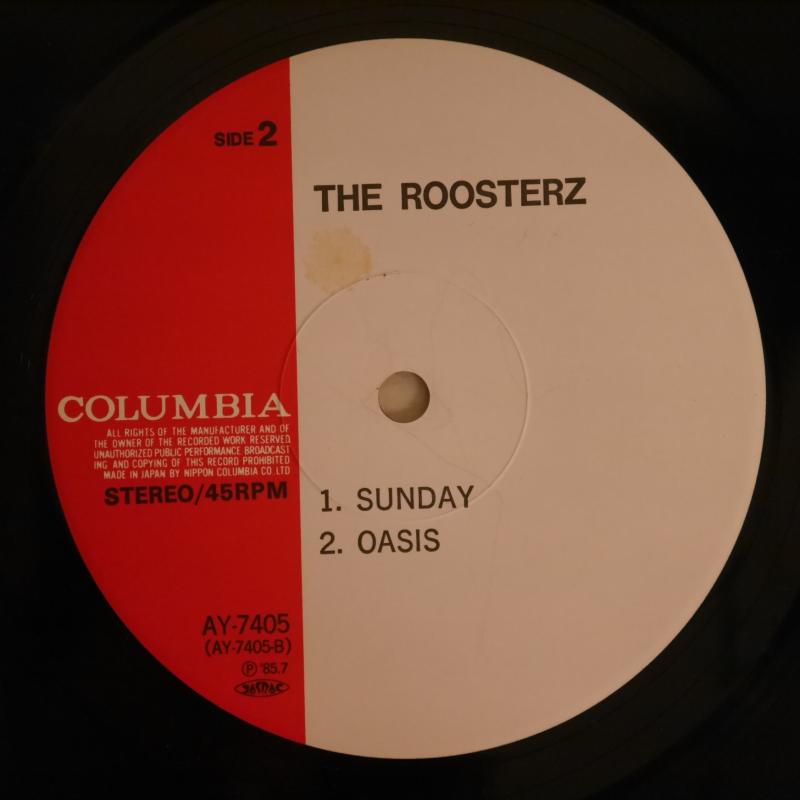 SIDE 2
THE ROOSTERZ
COLUMBIA
ALL RIGHTS OF THE MANUFACTURER AND OF
THE OWNER OF THE RECORDED WORK RESERVED
UNAUTHORIZED PUBLIC PERFORMANCE BROADCAST
ING AND COPYING OF THIS RECORD PROHIBITED
MADE IN JAPAN BY NIPPON COLUMBIA CO. LTD
STEREO/45RPM
1. SUNDAY
2. OASIS
AY-7405
(AY-7405-B)
Ⓟ '85.7